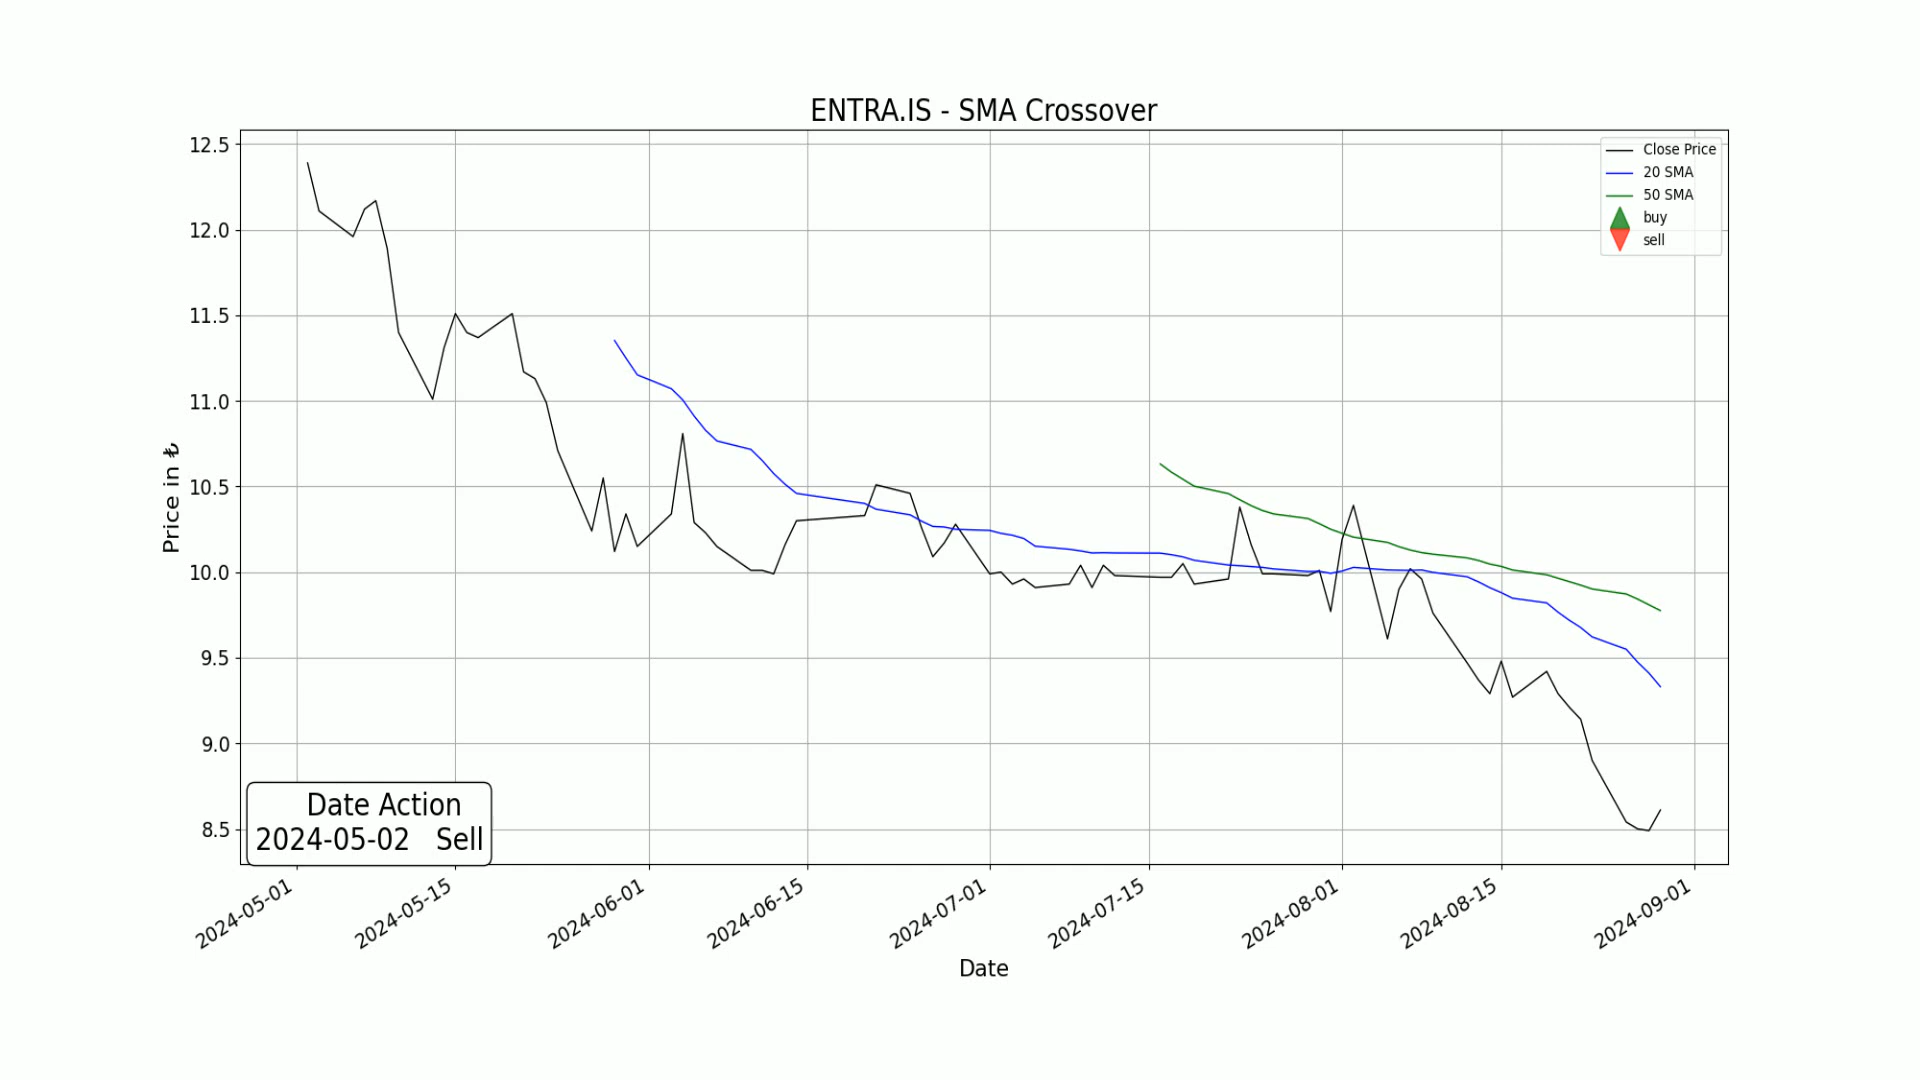 ENTRA.IS - SMA Crossover
12.5
12.0
11.5
11.0
10.5
10.0
9.5
9.0
8.5
Price in ₺
Close Price
20 SMA
50 SMA
buy
sell
Date Action
2024-05-02 Sell
2024-05-01
2024-05-15
2024-06-01
2024-06-15
2024-07-01
2024-07-15
2024-08-01
2024-08-15
2024-09-01
Date